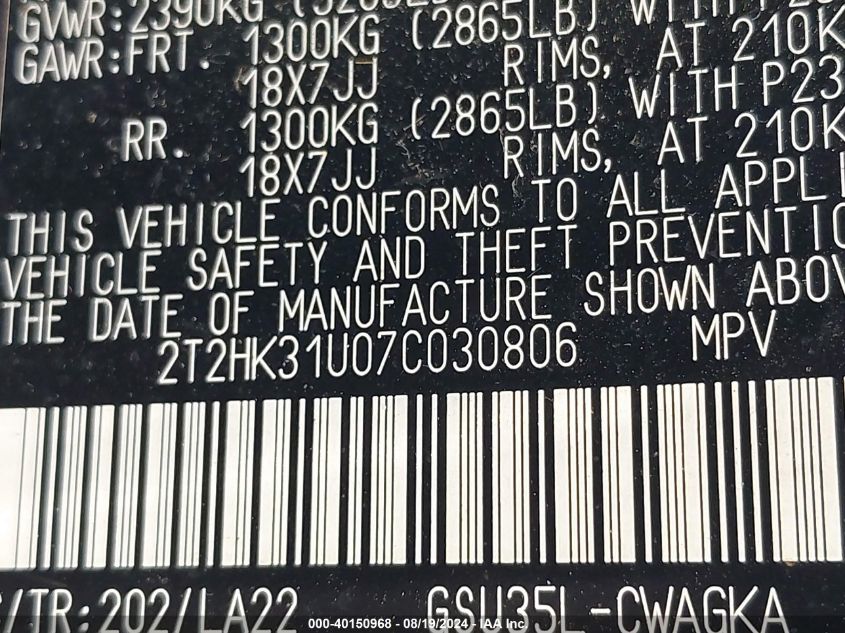 GVWR:2390KG
GAWR:FRT. 1300KG (2865LB) WITH P23
18X7JJ RIMS, AT 210K
RR. 1300KG (2865LB) WITH P23
18X7JJ RIMS, AT 210K
THIS VEHICLE CONFORMS TO ALL APPLI
VEHICLE SAFETY AND THEFT PREVENTIO
THE DATE OF MANUFACTURE SHOWN ABOV
2T2HK31U07C030806 MPV
/TR:202/LA22 GSU35L-CWAGKA
000-40150968 - 08/19/2024 - IAA Inc.